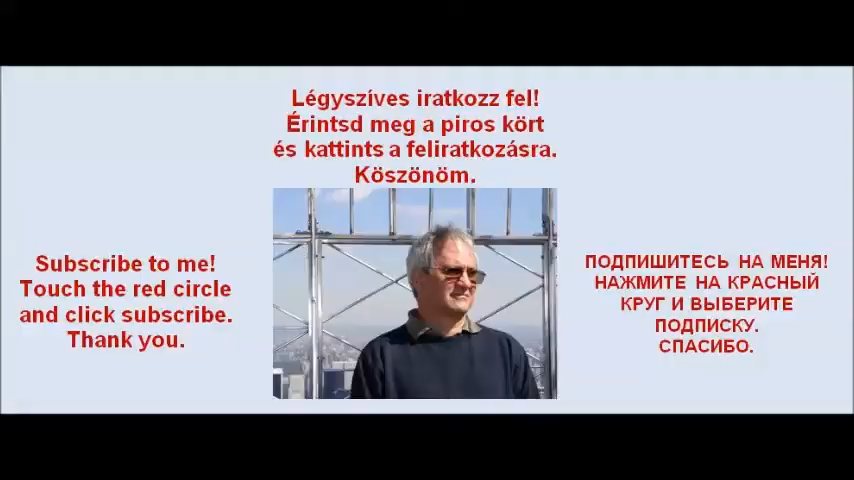 Légyszíves iratkozz fel!
Érintsd meg a piros kört
és kattints a feliratkozásra.
Köszönöm.
Subscribe to me!
Touch the red circle
and click subscribe.
Thank you.
ПОДПИШИТЕСЬ НА МЕНЯ!
НАЖМИТЕ НА КРАСНЫЙ
КРУГ И ВЫБЕРИТЕ
ПОДПИСКУ.
СПАСИБО.